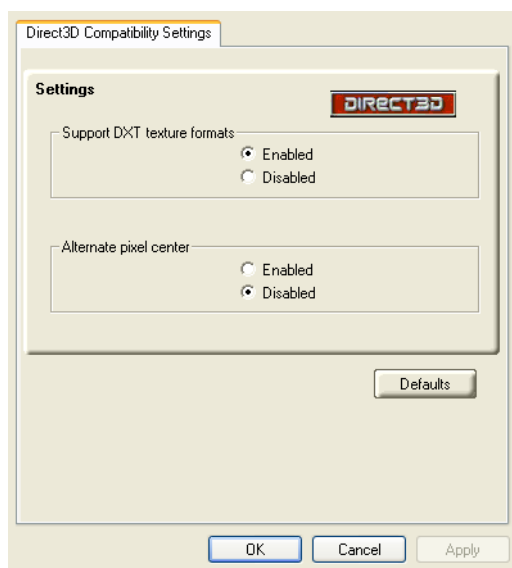 Direct3D Compatibility Settings
Settings
DIRECT3D
Support DXT texture formats
Enabled
Disabled
Alternate pixel center
Enabled
Disabled
Defaults
OK
Cancel
Apply